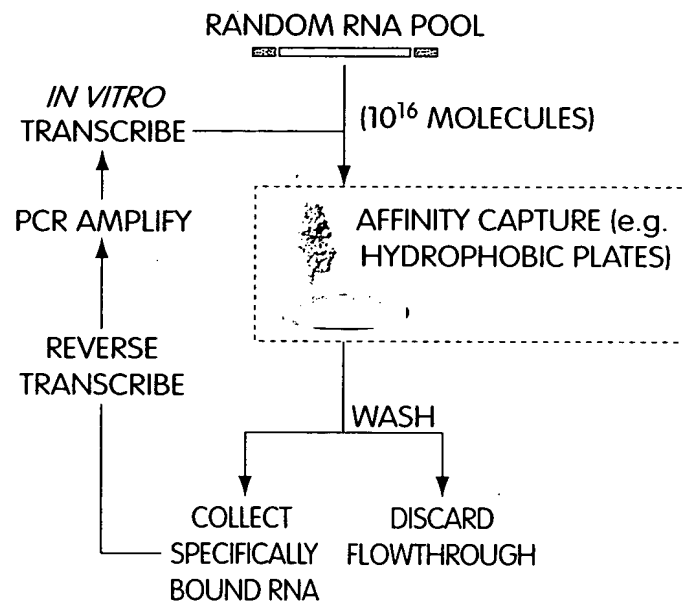 RANDOM RNA POOL
IN VITRO
TRANSCRIBE
(10¹⁶ MOLECULES)
PCR AMPLIFY
AFFINITY CAPTURE (e.g.
HYDROPHOBIC PLATES)
REVERSE
TRANSCRIBE
WASH
COLLECT
SPECIFICALLY
BOUND RNA
DISCARD
FLOWTHROUGH